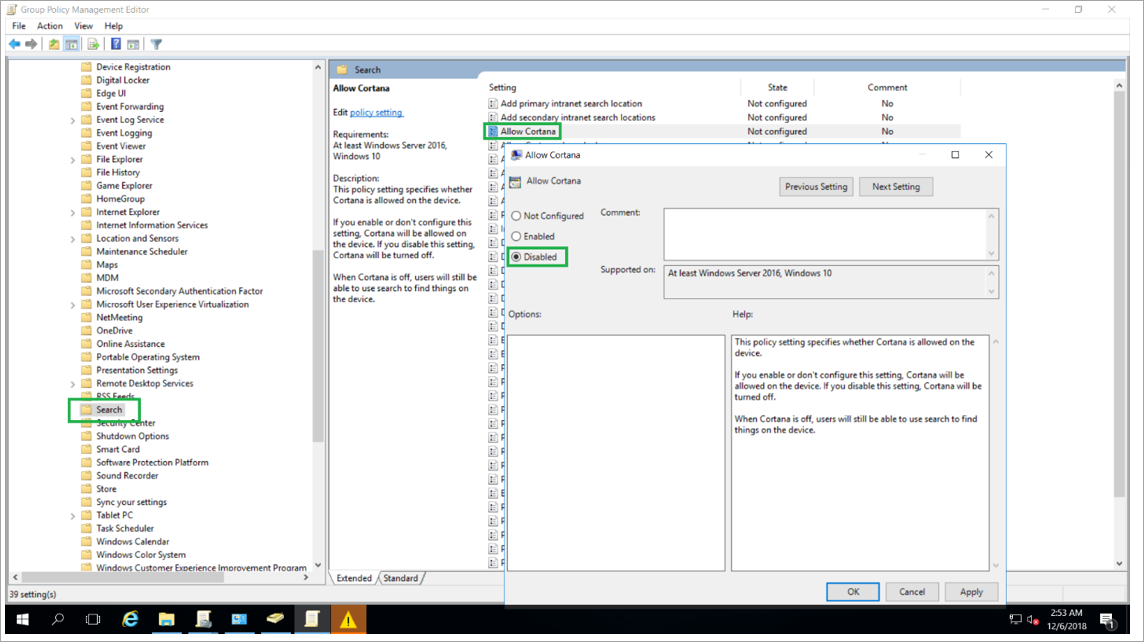 Group Policy Management Editor
File Action View Help
Device Registration
Digital Locker
Edge UI
Event Forwarding
Event Log Service
Event Logging
Event Viewer
File Explorer
File History
Game Explorer
HomeGroup
Internet Explorer
Internet Information Services
Location and Sensors
Maintenance Scheduler
Maps
MDM
Microsoft Secondary Authentication Factor
Microsoft User Experience Virtualization
NetMeeting
OneDrive
Online Assistance
Portable Operating System
Presentation Settings
Remote Desktop Services
RSS Feeds
Search
Security Center
Shutdown Options
Smart Card
Software Protection Platform
Sound Recorder
Store
Sync your settings
Tablet PC
Task Scheduler
Windows Calendar
Windows Color System
Windows Customer Experience Improvement Program
39 setting(s)
Search
Allow Cortana
Edit policy setting
Requirements:
At least Windows Server 2016,
Windows 10
Description:
This policy setting specifies whether
Cortana is allowed on the device.
If you enable or don't configure this
setting, Cortana will be allowed on
the device. If you disable this setting,
Cortana will be turned off.
When Cortana is off, users will still be
able to use search to find things on
the device.
Setting State Comment
Add primary intranet search location Not configured No
Add secondary intranet search locations Not configured No
Allow Cortana Not configured No
Extended Standard
Allow Cortana
Allow Cortana
Previous Setting Next Setting
Not Configured
Enabled
Disabled
Comment:
Supported on:
At least Windows Server 2016, Windows 10
Options:
Help:
This policy setting specifies whether Cortana is allowed on the
device.
If you enable or don't configure this setting, Cortana will be
allowed on the device. If you disable this setting, Cortana will be
turned off.
When Cortana is off, users will still be able to use search to find
things on the device.
OK Cancel Apply
2:53 AM
12/6/2018
1